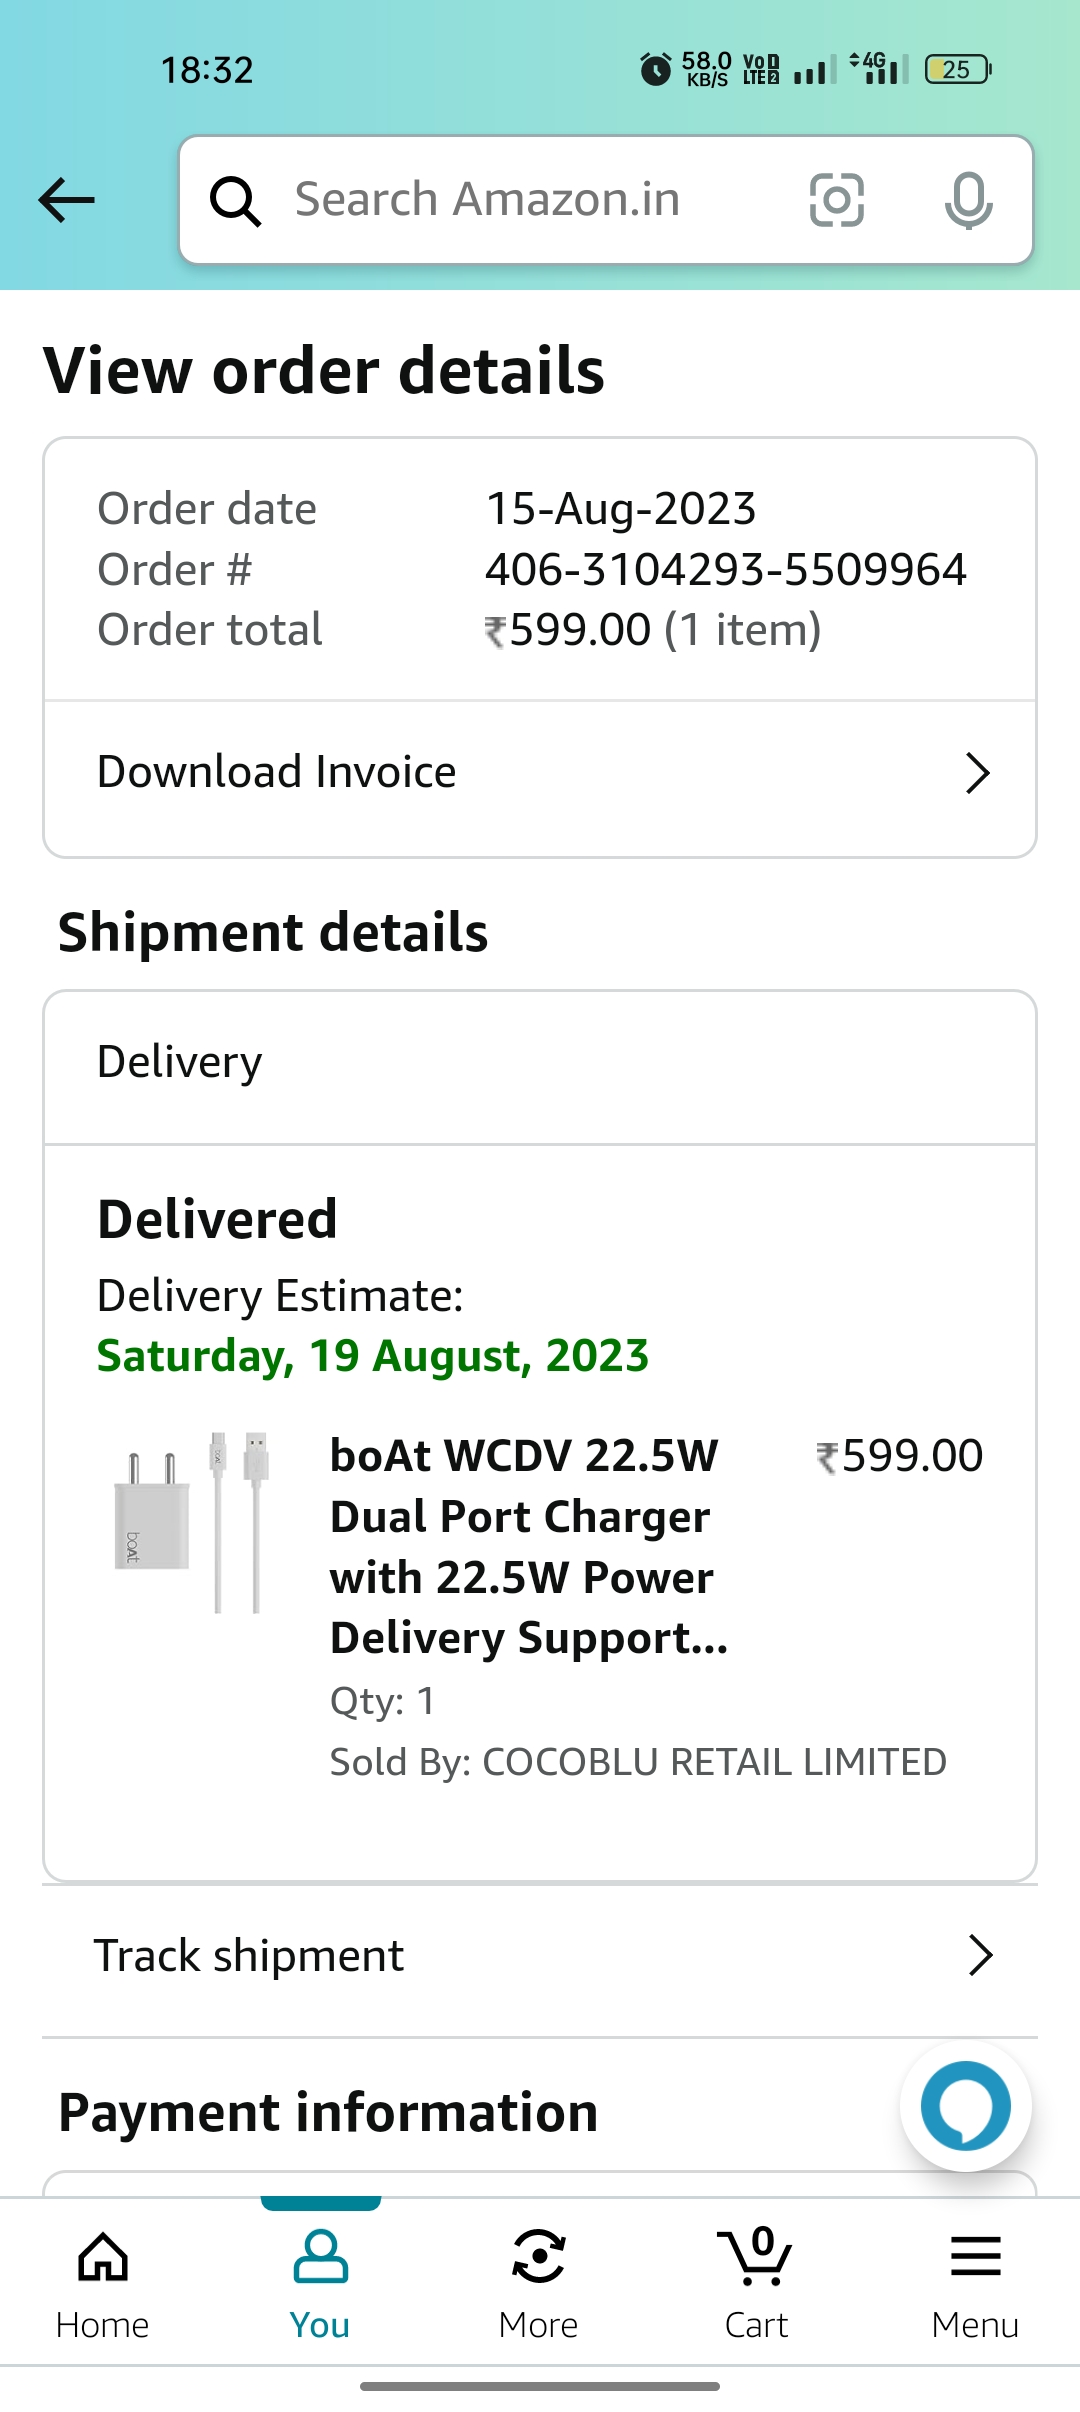 18:32
58.0
KB/S
Vo
LTE 2
4G
25
Search Amazon.in
View order details
Order date 15-Aug-2023
Order # 406-3104293-5509964
Order total ₹599.00 (1 item)
Download Invoice
Shipment details
Delivery
Delivered
Delivery Estimate:
Saturday, 19 August, 2023
boAt
boAt WCDV 22.5W ₹599.00
Dual Port Charger
with 22.5W Power
Delivery Support...
Qty: 1
Sold By: COCOBLU RETAIL LIMITED
Track shipment
Payment information
0
Home You More Cart Menu